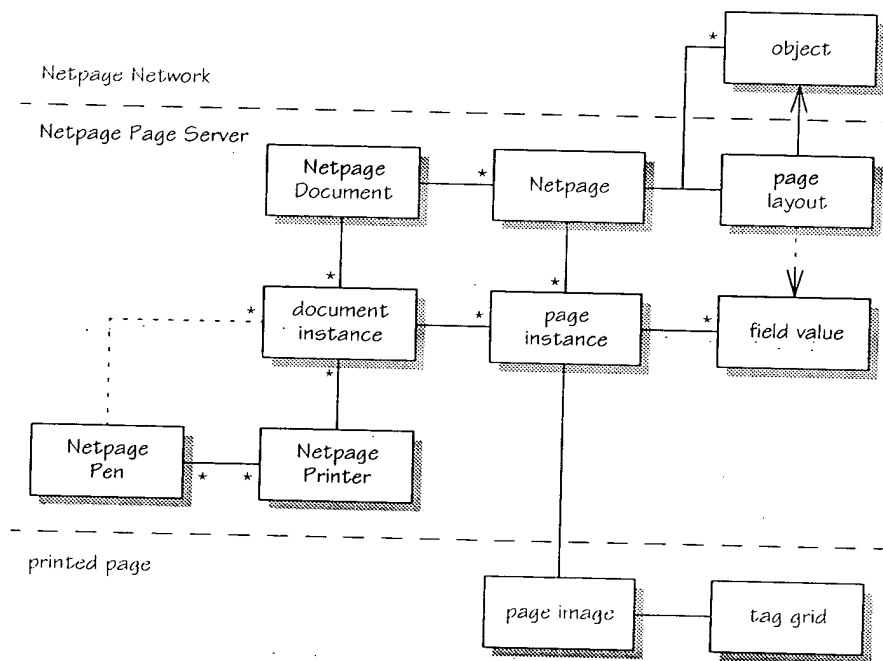 object
*
Netpage Network
Netpage Page Server
Netpage
Document
*
Netpage
page
layout
*
*
*
document
instance
*
page
instance
*
field value
*
Netpage
Pen
*
*
Netpage
Printer
printed page
page image
tag grid